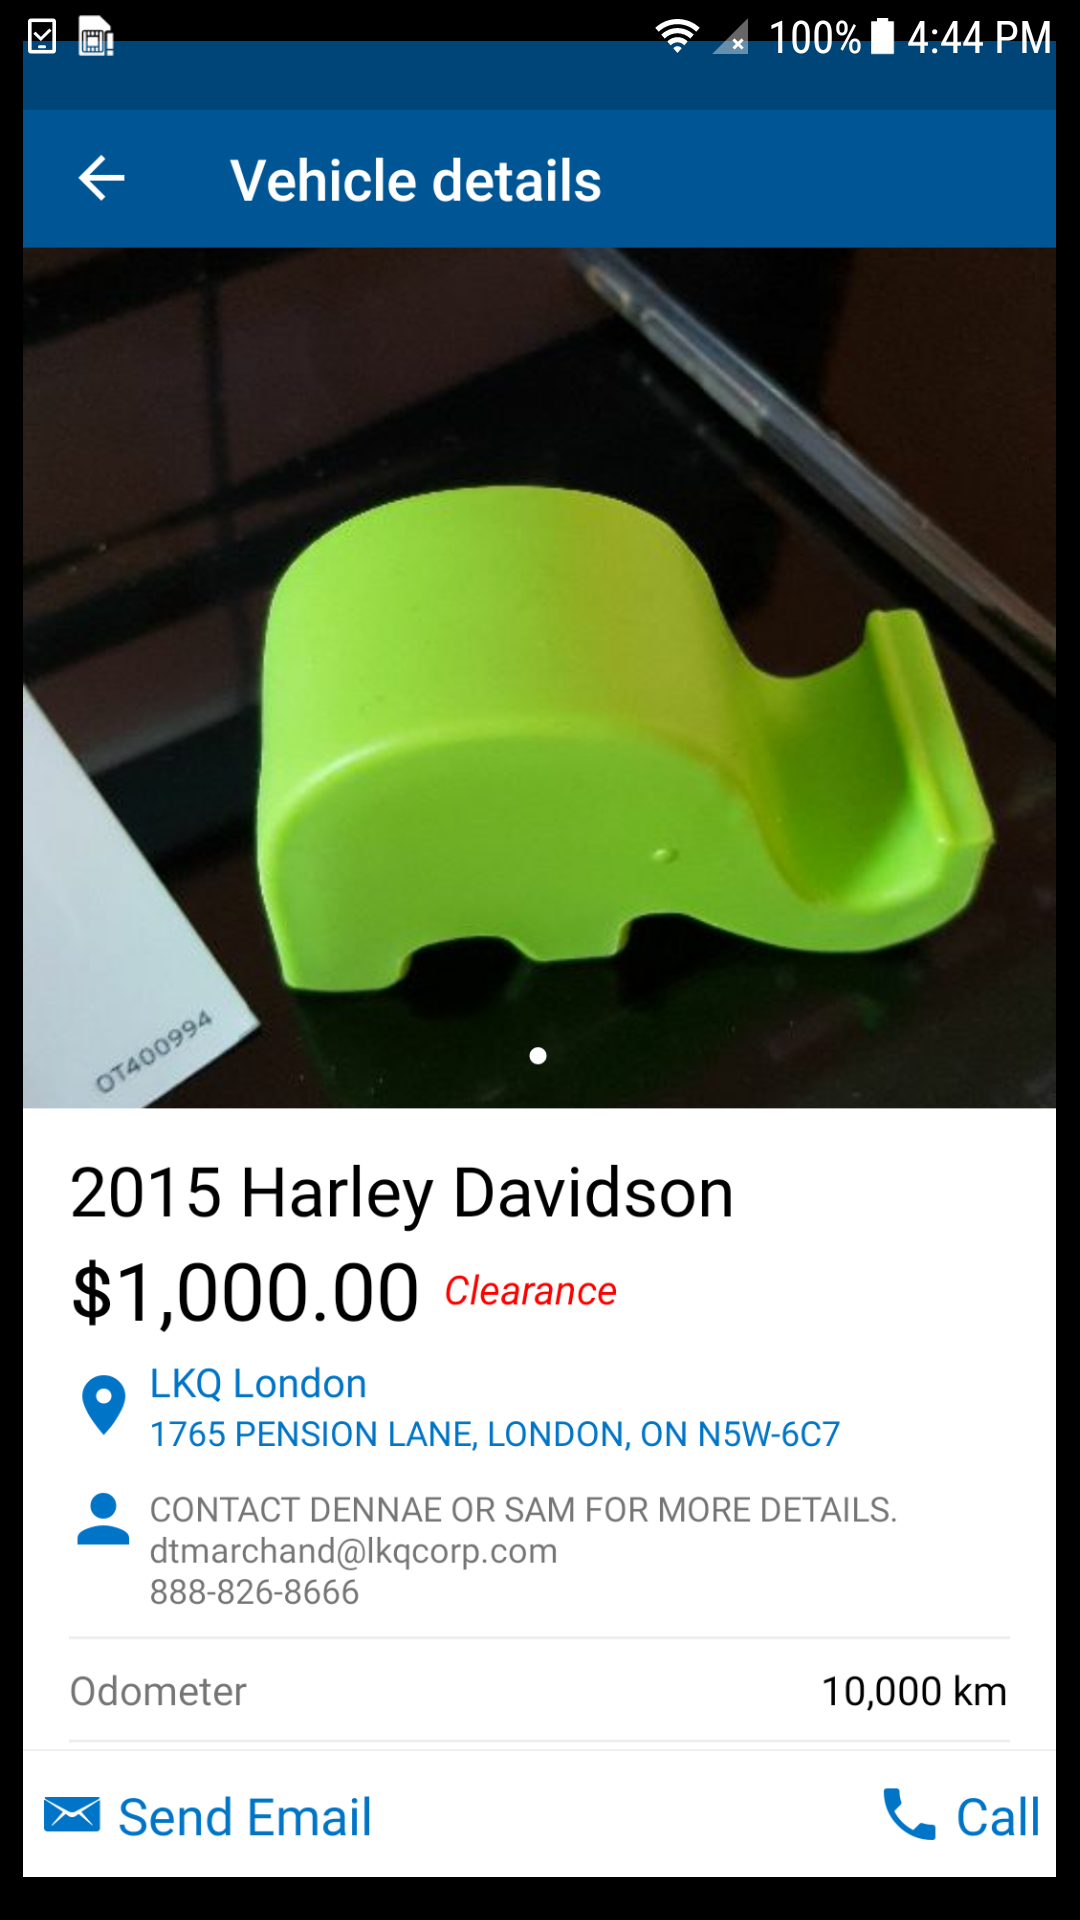 100% 4:44 PM
Vehicle details
OT400994
2015 Harley Davidson
$1,000.00 Clearance
LKQ London
1765 PENSION LANE, LONDON, ON N5W-6C7
CONTACT DENNAE OR SAM FOR MORE DETAILS.
dtmarchand@lkqcorp.com
888-826-8666
Odometer 10,000 km
Send Email Call